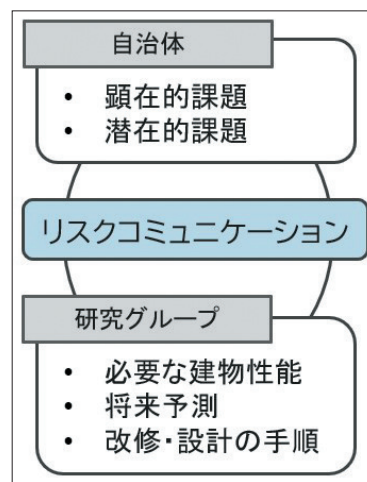 自治体
• 顕在的課題
• 潜在的課題
リスクコミュニケーション
研究グループ
• 必要な建物性能
• 将来予測
• 改修・設計の手順